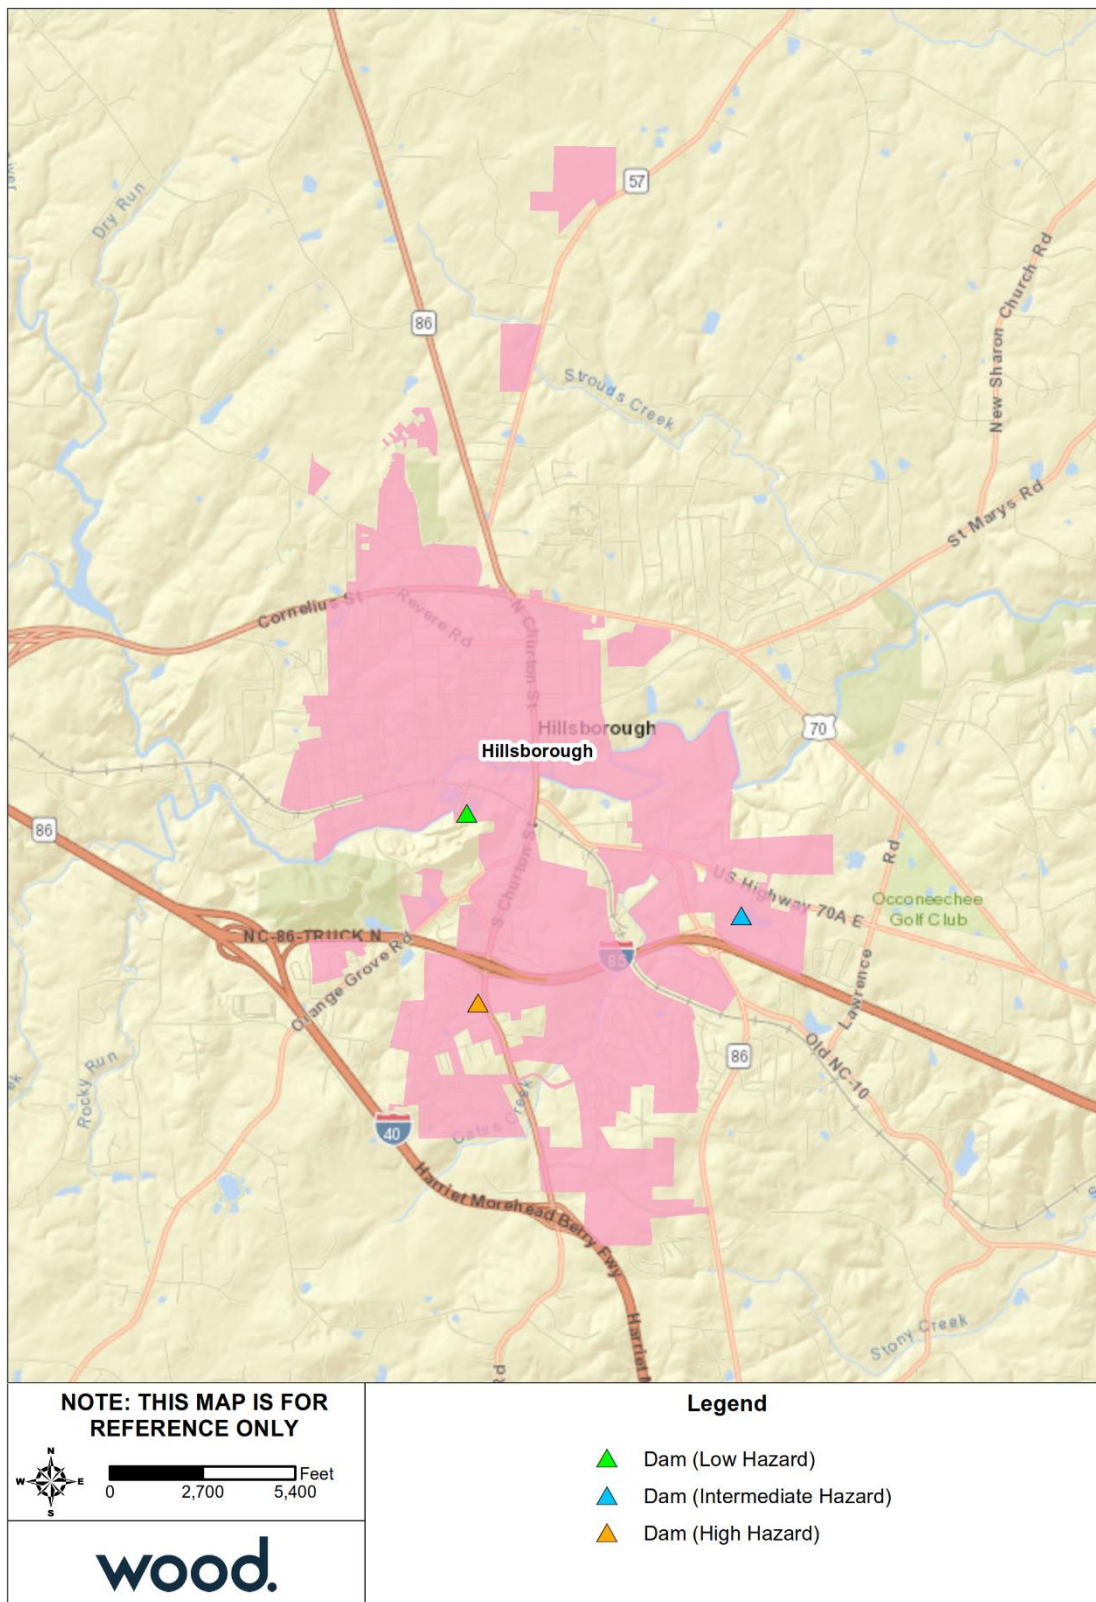 Dry Run
57
86
New Sharon Church Rd
Strouds Creek
St Marys Rd
Cornelius St
Revere Rd
N Churton St
Hillsborough
70
Hillsborough
86
S Churton St
US Highway 70A E
Rd
Occoneechee
Golf Club
NC-86-TRUCK N
85
Orange Grove Rd
Lawrence
86
Old NC-10
Rocky Run
40
Cates Creek
Harriet Morehead Berry Fwy
Harriet
Stony Creek
Rd
NOTE: THIS MAP IS FOR
REFERENCE ONLY
N
W
E
S
Feet
0 2,700 5,400
wood.
Legend
Dam (Low Hazard)
Dam (Intermediate Hazard)
Dam (High Hazard)